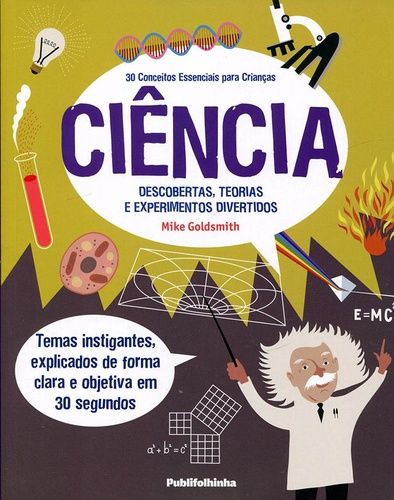 30 Conceitos Essenciais para Crianças
CIÊNCIA
DESCOBERTAS, TEORIAS
E EXPERIMENTOS DIVERTIDOS
Mike Goldsmith
E=MC²
Temas instigantes,
explicados de forma
clara e objetiva em
30 segundos
a²+b²=c²
Publifolhinha